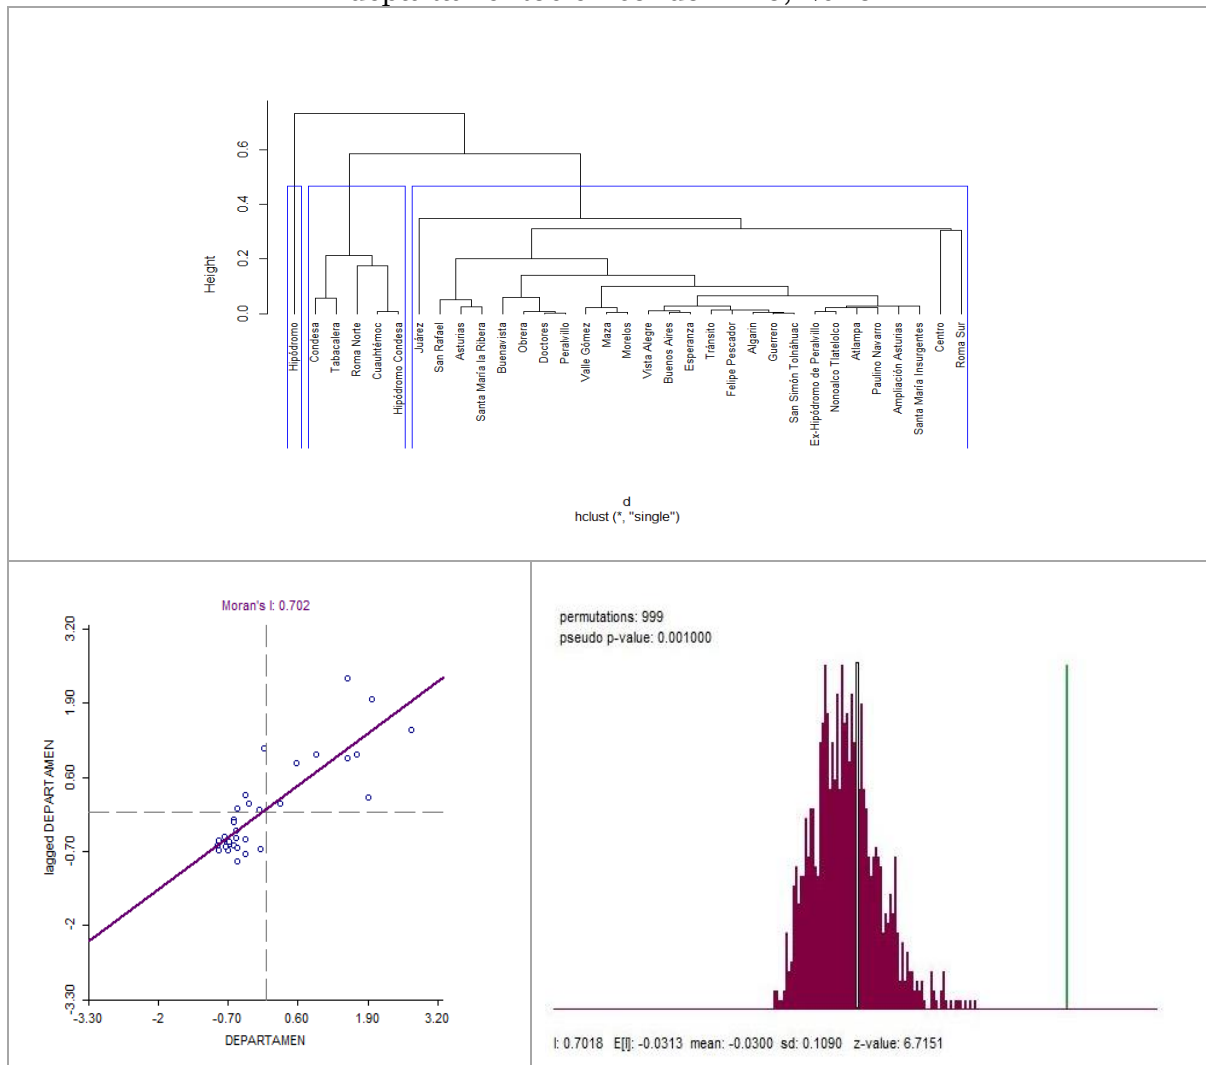 0.6
0.4
0.2
0.0
Height
Hipódromo
Condesa
Tabacalera
Roma Norte
Cuauhtémoc
Hipódromo Condesa
Juárez
San Rafael
Asturias
Santa María la Ribera
Buenavista
Obrera
Doctores
Peralvillo
Valle Gómez
Maza
Morelos
Vista Alegre
Buenos Aires
Esperanza
Tránsito
Felipe Pescador
Algarin
Guerrero
San Simón Tolnáhuac
Ex-Hipódromo de Peralvillo
Nonoalco Tlatelolco
Atlampa
Paulino Navarro
Ampliación Asturias
Santa María Insurgentes
Centro
Roma Sur
d
hclust (*, "single")
Moran's I: 0.702
3.20
1.90
0.60
-0.70
-2
-3.30
lagged DEPARTAMEN
-3.30 -2 -0.70 0.60 1.90 3.20
DEPARTAMEN
permutations: 999
pseudo p-value: 0.001000
I: 0.7018 E[I]: -0.0313 mean: -0.0300 sd: 0.1090 z-value: 6.7151